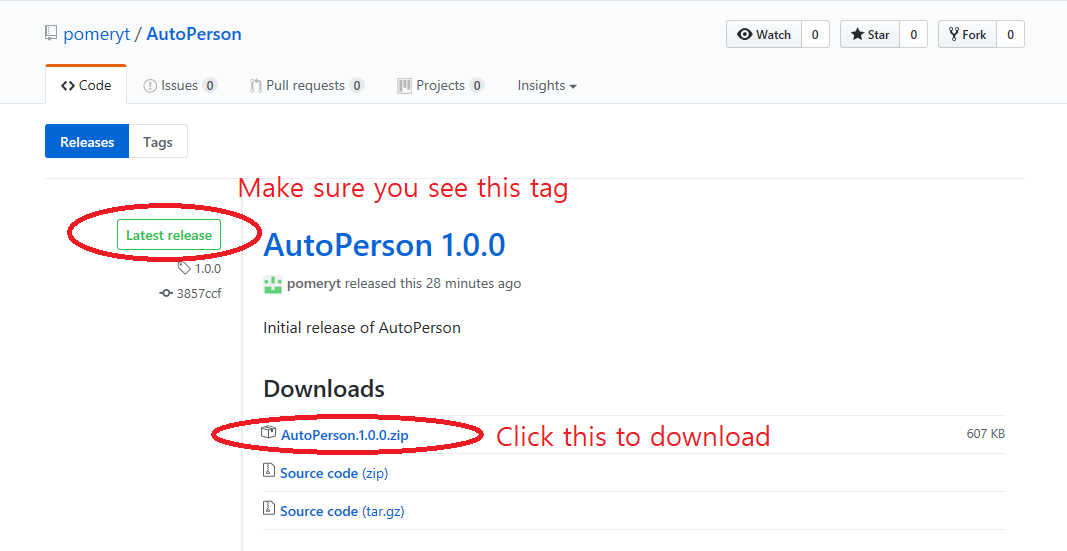 pomeryt / AutoPerson
Watch 0 Star 0 Fork 0
Code Issues 0 Pull requests 0 Projects 0 Insights
Releases Tags
Make sure you see this tag
Latest release
1.0.0
3857ccf
AutoPerson 1.0.0
pomeryt released this 28 minutes ago
Initial release of AutoPerson
Downloads
AutoPerson.1.0.0.zip Click this to download 607 KB
Source code (zip)
Source code (tar.gz)